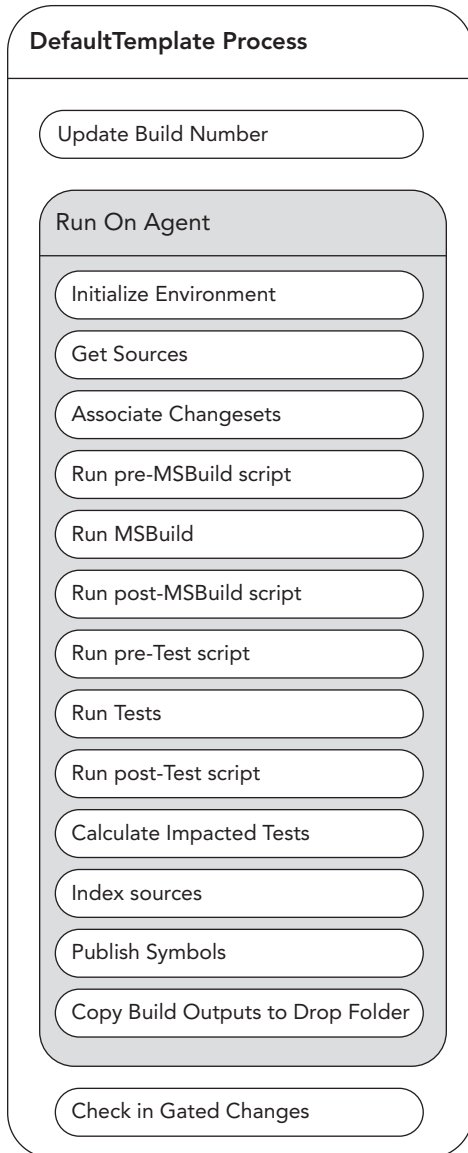 DefaultTemplate Process
Update Build Number
Run On Agent
Initialize Environment
Get Sources
Associate Changesets
Run pre-MSBuild script
Run MSBuild
Run post-MSBuild script
Run pre-Test script
Run Tests
Run post-Test script
Calculate Impacted Tests
Index sources
Publish Symbols
Copy Build Outputs to Drop Folder
Check in Gated Changes